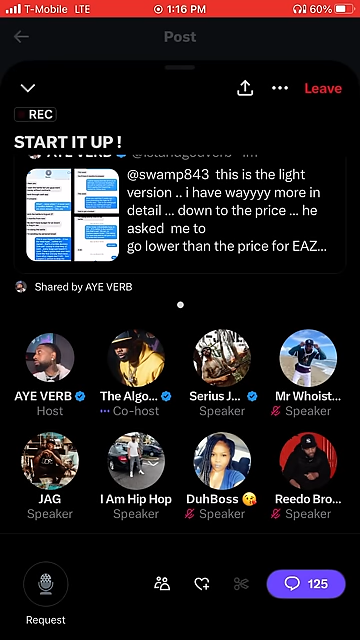 T-Mobile LTE 1:16 PM 60%
Post
Leave
REC
START IT UP !
AYE VERB
@swamp843 this is the light
version .. i have wayyyy more in
detail ... down to the price ... he
asked me to
go lower than the price for EAZ...
Shared by AYE VERB
AYE VERB The Algo... Serius J... Mr Whoist...
Host Co-host Speaker Speaker
JAG I Am Hip Hop DuhBoss 😘 Reedo Bro...
Speaker Speaker Speaker Speaker
125
Request